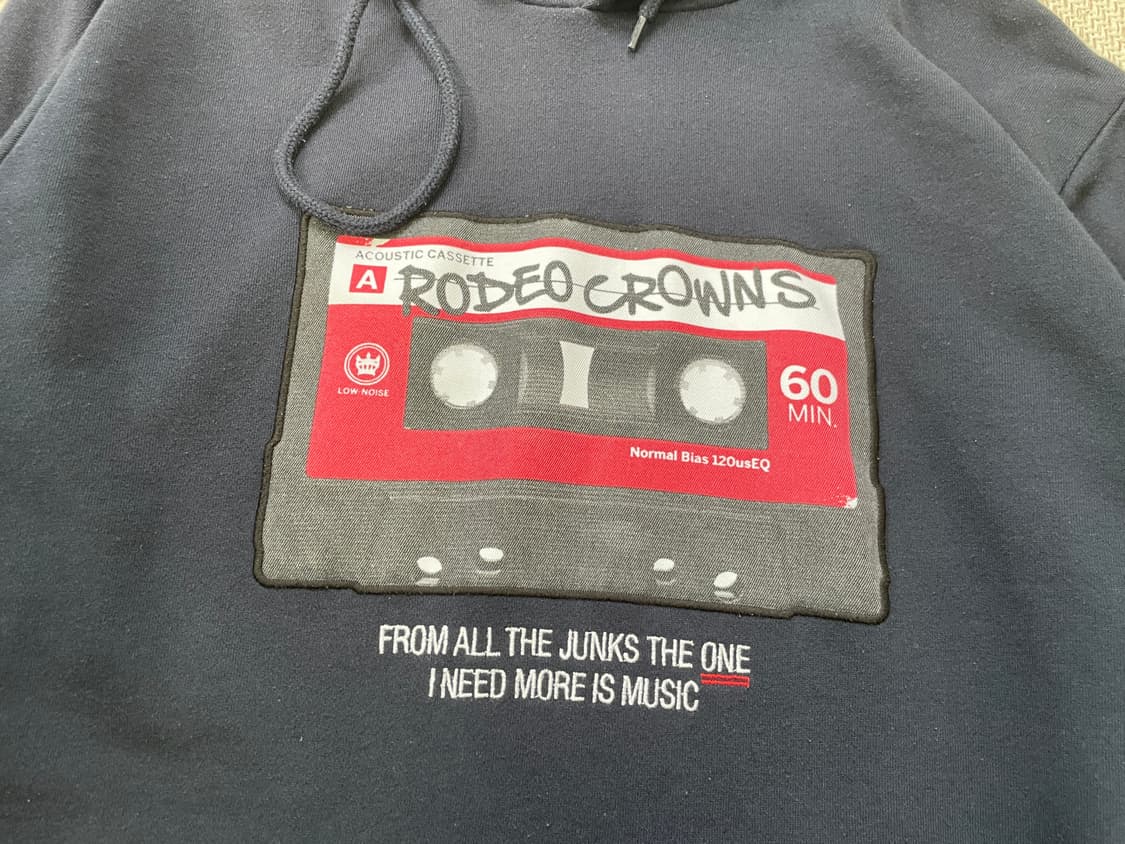 ACOUSTIC CASSETTE
A RODEO CROWNS
LOW-NOISE
60
MIN.
Normal Bias 120usEQ
FROM ALL THE JUNKS THE ONE
I NEED MORE IS MUSIC